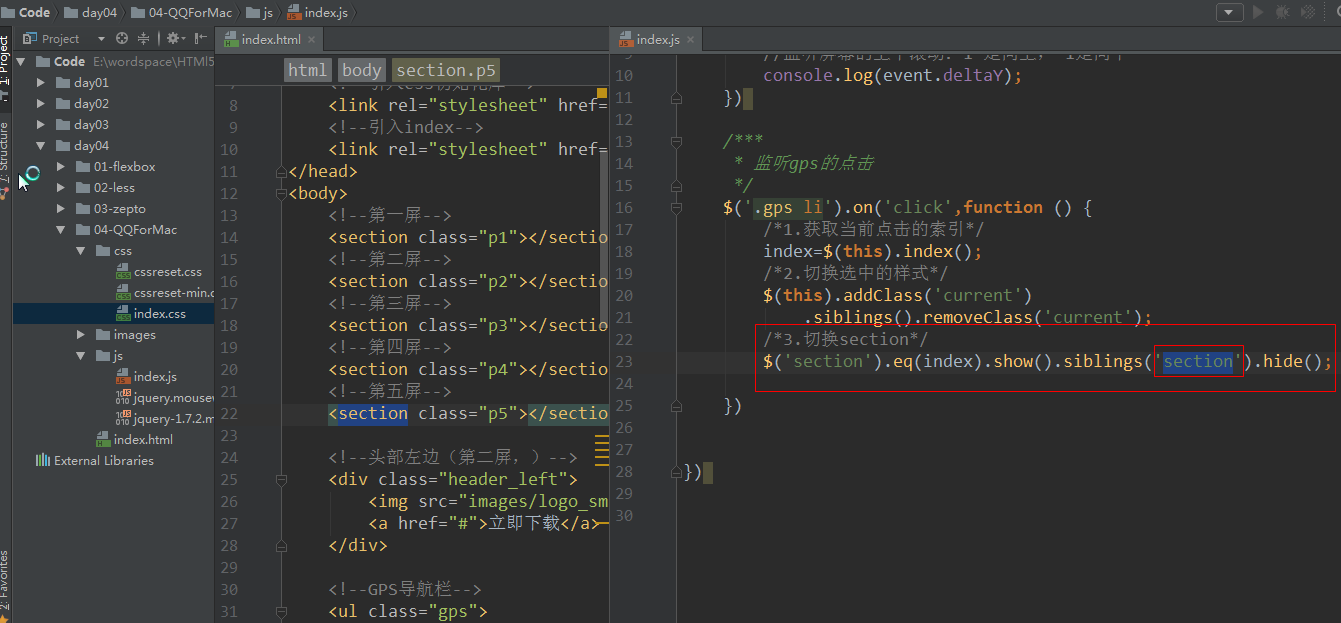 Code day04 04-QQForMac js index.js
1: Project
Project
Code E:\wordspace\HTMl5
day01
day02
day03
day04
01-flexbox
02-less
03-zepto
04-QQForMac
css
cssreset.css
cssreset-min.c
index.css
images
js
index.js
jquery.mousew
jquery-1.7.2.m
index.html
External Libraries
7: Structure
2: Favorites
index.html
html body section.p5
8 <link rel="stylesheet" href=
9 <!--引入index-->
10 <link rel="stylesheet" href=
11 </head>
12 <body>
13 <!--第一屏-->
14 <section class="p1"></sectio
15 <!--第二屏-->
16 <section class="p2"></sectio
17 <!--第三屏-->
18 <section class="p3"></sectio
19 <!--第四屏-->
20 <section class="p4"></sectio
21 <!--第五屏-->
22 <section class="p5"></sectio
23
24 <!--头部左边（第二屏，）-->
25 <div class="header_left">
26 <img src="images/logo_sm
27 <a href="#">立即下载</a>
28 </div>
29
30 <!--GPS导航栏-->
31 <ul class="gps">
index.js
10 console.log(event.deltaY);
11 })
12
13 /***
14 * 监听gps的点击
15 */
16 $('.gps li').on('click',function () {
17 /*1.获取当前点击的索引*/
18 index=$(this).index();
19 /*2.切换选中的样式*/
20 $(this).addClass('current')
21 .siblings().removeClass('current');
22 /*3.切换section*/
23 $('section').eq(index).show().siblings('section').hide();
24
25 })
26
27
28 })
29
30